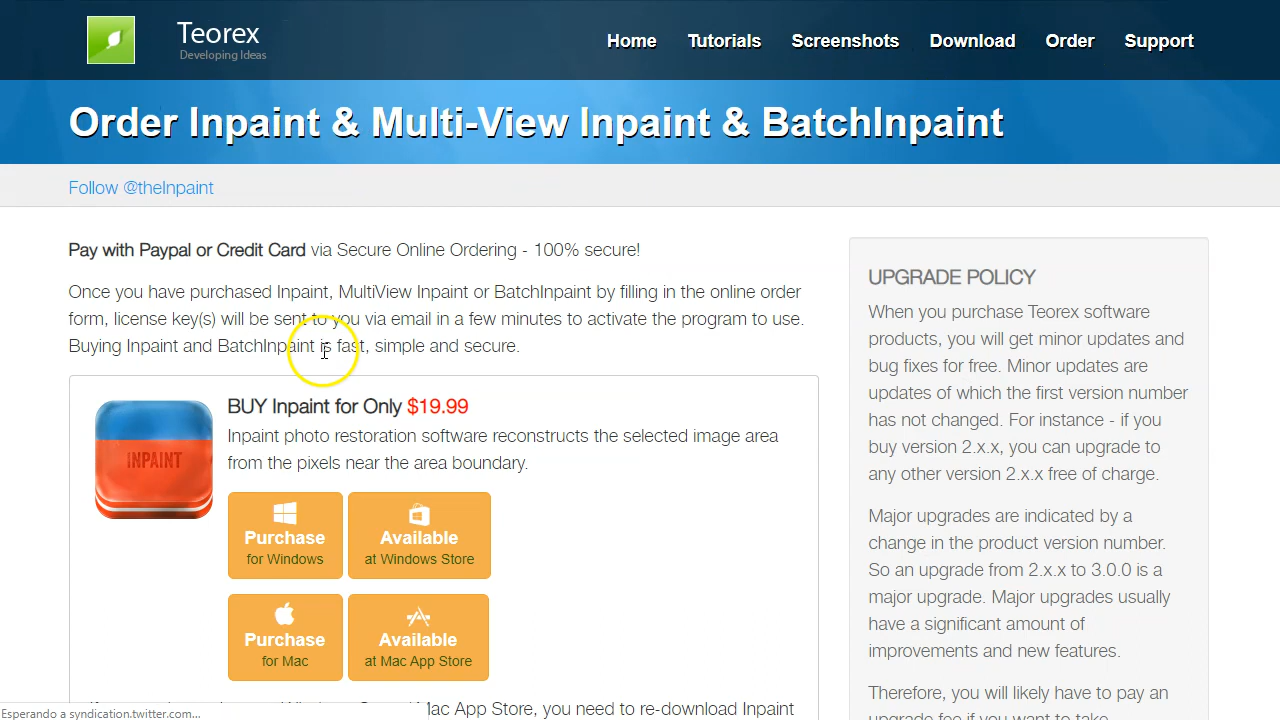 Teorex
Developing Ideas
Home Tutorials Screenshots Download Order Support
Order Inpaint & Multi-View Inpaint & BatchInpaint
Follow @theInpaint
Pay with Paypal or Credit Card via Secure Online Ordering - 100% secure!
Once you have purchased Inpaint, MultiView Inpaint or BatchInpaint by filling in the online order
form, license key(s) will be sent to you via email in a few minutes to activate the program to use.
Buying Inpaint and BatchInpaint is fast, simple and secure.
INPAINT
BUY Inpaint for Only $19.99
Inpaint photo restoration software reconstructs the selected image area
from the pixels near the area boundary.
Purchase
for Windows
Available
at Windows Store
Purchase
for Mac
Available
at Mac App Store
Mac App Store, you need to re-download Inpaint
UPGRADE POLICY
When you purchase Teorex software
products, you will get minor updates and
bug fixes for free. Minor updates are
updates of which the first version number
has not changed. For instance - if you
buy version 2.x.x, you can upgrade to
any other version 2.x.x free of charge.
Major upgrades are indicated by a
change in the product version number.
So an upgrade from 2.x.x to 3.0.0 is a
major upgrade. Major upgrades usually
have a significant amount of
improvements and new features.
Therefore, you will likely have to pay an
upgrade fee if you want to take
Esperando a syndication.twitter.com...